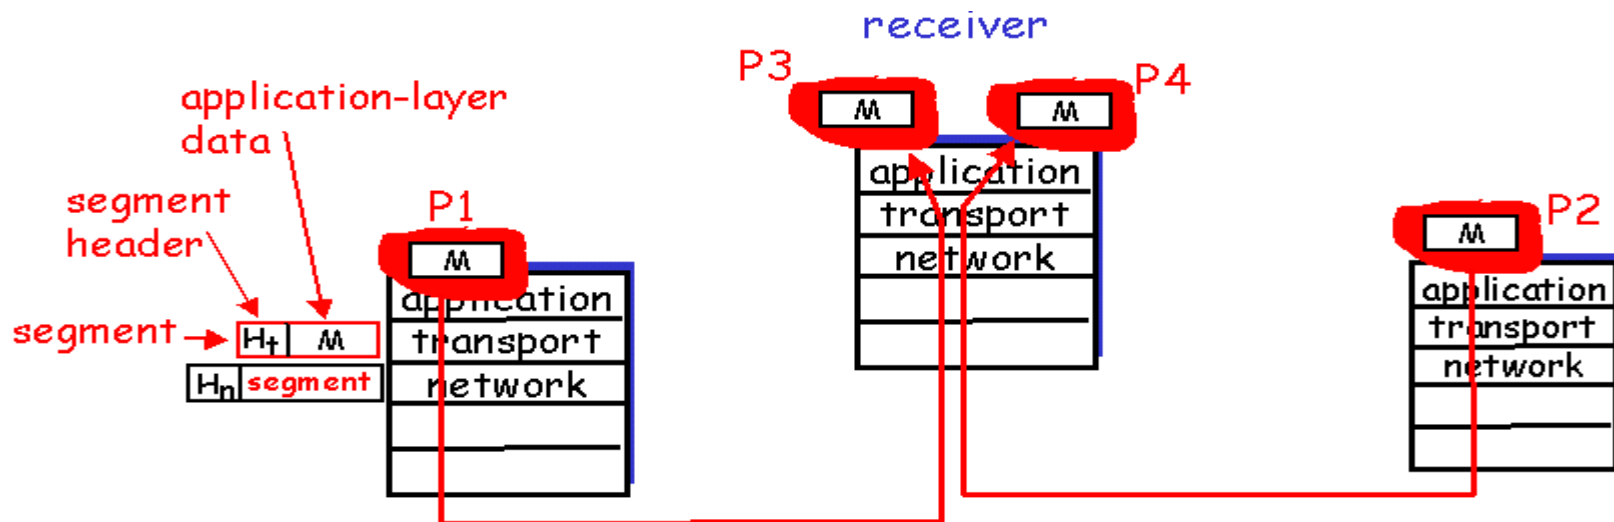 receiver
P3
M
M
P4
application-layer
data
application
transport
network
segment
header
P1
M
M
P2
application
transport
network
application
transport
network
segment
Ht M
Hn segment